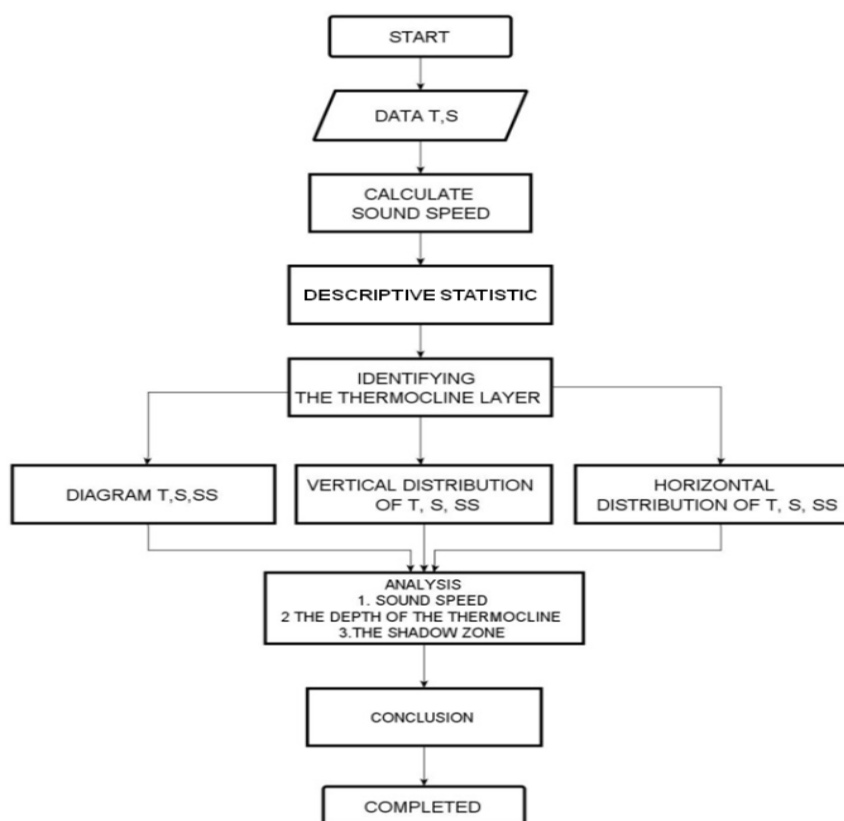 START
DATA T,S
CALCULATE
SOUND SPEED
DESCRIPTIVE STATISTIC
IDENTIFYING
THE THERMOCLINE LAYER
DIAGRAM T,S,SS
VERTICAL DISTRIBUTION
OF T, S, SS
HORIZONTAL
DISTRIBUTION OF T, S, SS
ANALYSIS
1. SOUND SPEED
2 THE DEPTH OF THE THERMOCLINE
3.THE SHADOW ZONE
CONCLUSION
COMPLETED